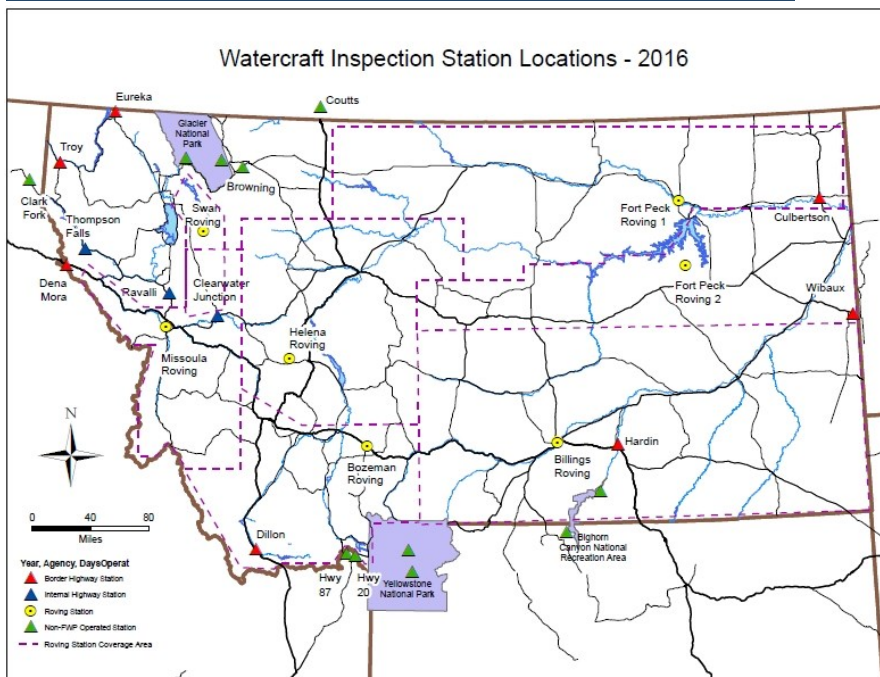 Watercraft Inspection Station Locations - 2016
Eureka
Coutts
Glacier
National
Park
Troy
Browning
Clark
Fork
Swan
Roving
Fort Peck
Roving 1
Culbertson
Thompson
Falls
Dena
Mora
Ravalli
Clearwater
Junction
Fort Peck
Roving 2
Wibaux
Helena
Roving
Missoula
Roving
N
Bozeman
Roving
Billings
Roving
Hardin
0 40 80
Miles
Dillon
Hwy
87
Hwy
20
Yellowstone
National Park
Bighorn
Canyon National
Recreation Area
Year, Agency, DaysOperat
Border Highway Station
Internal Highway Station
Roving Station
Non-FWP Operated Station
Roving Station Coverage Area